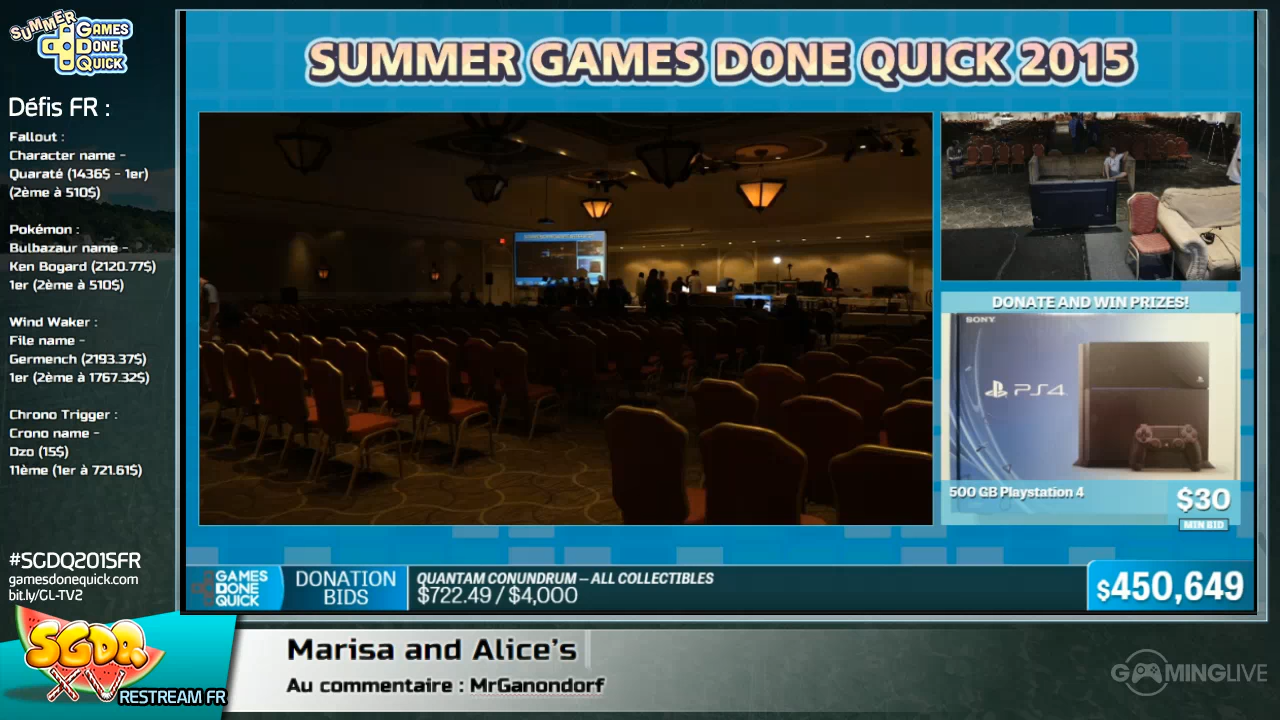 SUMMER
GAMES
DONE
QUICK
Défis FR :
Fallout :
Character name -
Quaraté (1436$ - 1er)
(2ème à 510$)
Pokémon :
Bulbazaur name -
Ken Bogard (2120.77$)
1er (2ème à 510$)
Wind Waker :
File name -
Germench (2193.37$)
1er (2ème à 1767.32$)
Chrono Trigger :
Crono name -
Dzo (15$)
11ème (1er à 721.61$)
#SGDQ2015FR
gamesdonequick.com
bit.ly/GL-TV2
SUMMER GAMES DONE QUICK 2015
DONATE AND WIN PRIZES!
SONY
PS4
500 GB Playstation 4
$30
MIN BID
GAMES
DONE
QUICK
DONATION
BIDS
QUANTAM CONUNDRUM – ALL COLLECTIBLES
$722.49 / $4,000
$450,649
SGDQ
XV
RESTREAM FR
Marisa and Alice's
Au commentaire : MrGanondorf
GAMINGLIVE